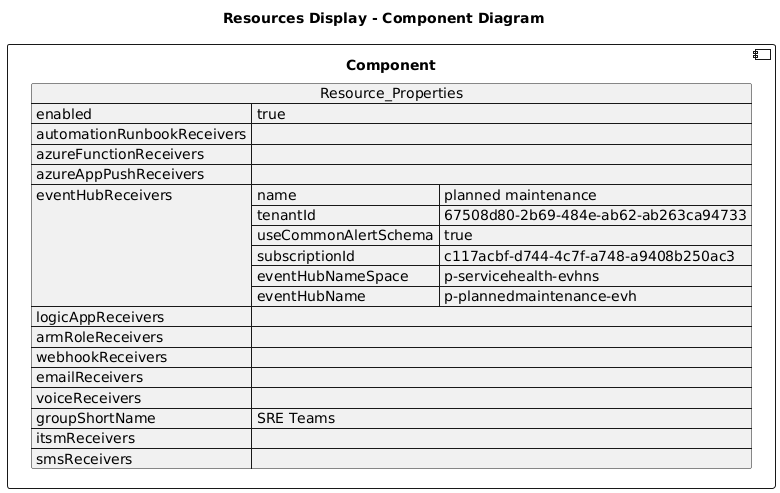 Resources Display - Component Diagram
Component
Resource_Properties
enabled true
automationRunbookReceivers
azureFunctionReceivers
azureAppPushReceivers
eventHubReceivers name planned maintenance
tenantId 67508d80-2b69-484e-ab62-ab263ca94733
useCommonAlertSchema true
subscriptionId c117acbf-d744-4c7f-a748-a9408b250ac3
eventHubNameSpace p-servicehealth-evhns
eventHubName p-plannedmaintenance-evh
logicAppReceivers
armRoleReceivers
webhookReceivers
emailReceivers
voiceReceivers
groupShortName SRE Teams
itsmReceivers
smsReceivers